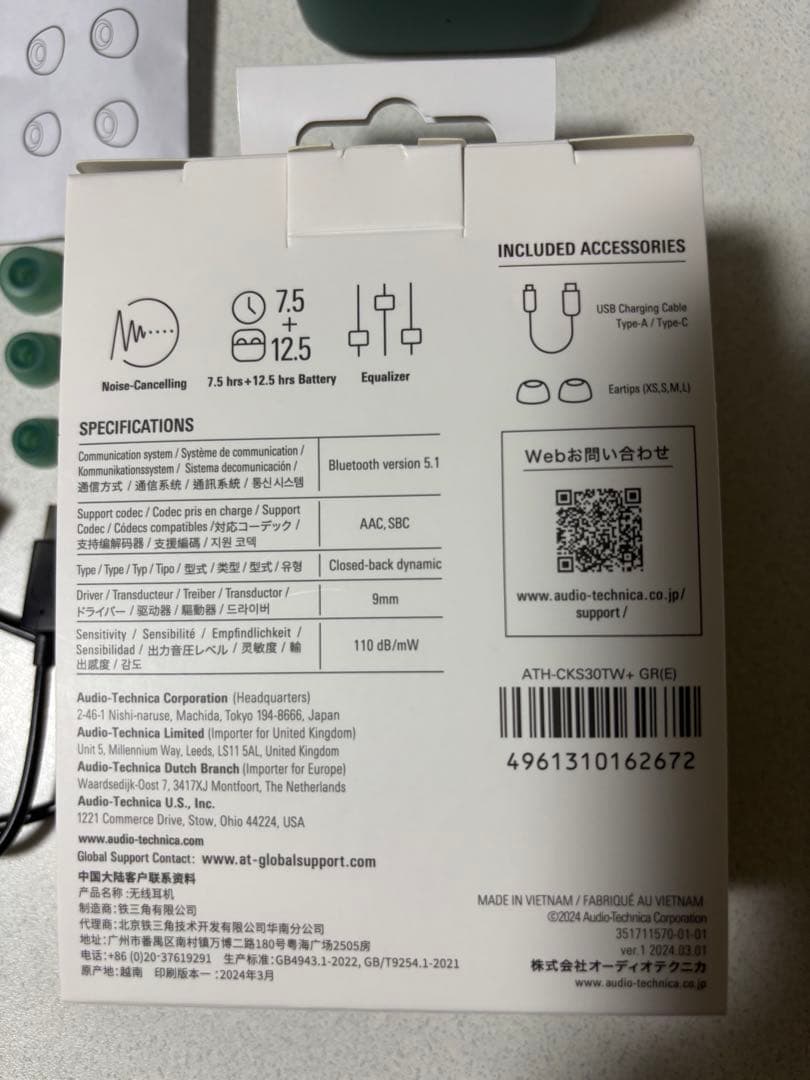 7.5
+
12.5
Noise-Cancelling
7.5 hrs+12.5 hrs Battery
Equalizer
SPECIFICATIONS
Communication system / Système de communication /
Kommunikationssystem / Sistema decomunicación /
通信方式 / 通信系统 / 通訊系統 / 통신 시스템
Bluetooth version 5.1
Support codec / Codec pris en charge / Support
Codec / Códecs compatibles /対応コーデック /
支持编解码器 / 支援編碼 / 지원 코덱
AAC, SBC
Type / Type / Typ / Tipo / 型式 / 类型 / 型式 / 유형
Closed-back dynamic
Driver / Transducteur / Treiber / Transductor /
ドライバー / 驱动器 / 驅動器 / 드라이버
9mm
Sensitivity / Sensibilité / Empfindlichkeit /
Sensibilidad / 出力音圧レベル / 灵敏度 / 輸
出感度 / 감도
110 dB/mW
Audio-Technica Corporation (Headquarters)
2-46-1 Nishi-naruse, Machida, Tokyo 194-8666, Japan
Audio-Technica Limited (Importer for United Kingdom)
Unit 5, Millennium Way, Leeds, LS11 5AL, United Kingdom
Audio-Technica Dutch Branch (Importer for Europe)
Waardsedijk-Oost 7, 3417XJ Montfoort, The Netherlands
Audio-Technica U.S., Inc.
1221 Commerce Drive, Stow, Ohio 44224, USA
www.audio-technica.com
Global Support Contact: www.at-globalsupport.com
中国大陆客户联系资料
产品名称:无线耳机
制造商:铁三角有限公司
代理商:北京铁三角技术开发有限公司华南分公司
地址:广州市番禺区南村镇万博二路180号粤海广场2505房
电话:+86 (0)20-37619291 生产标准:GB4943.1-2022, GB/T9254.1-2021
原产地:越南 印刷版本一:2024年3月
INCLUDED ACCESSORIES
USB Charging Cable
Type-A / Type-C
Eartips (XS,S,M,L)
Webお問い合わせ
www.audio-technica.co.jp/
support/
ATH-CKS30TW+ GR(E)
4961310162672
MADE IN VIETNAM / FABRIQUÉ AU VIETNAM
©2024 Audio-Technica Corporation
351711570-01-01
ver.1 2024.03.01
株式会社オーディオテクニカ
www.audio-technica.co.jp